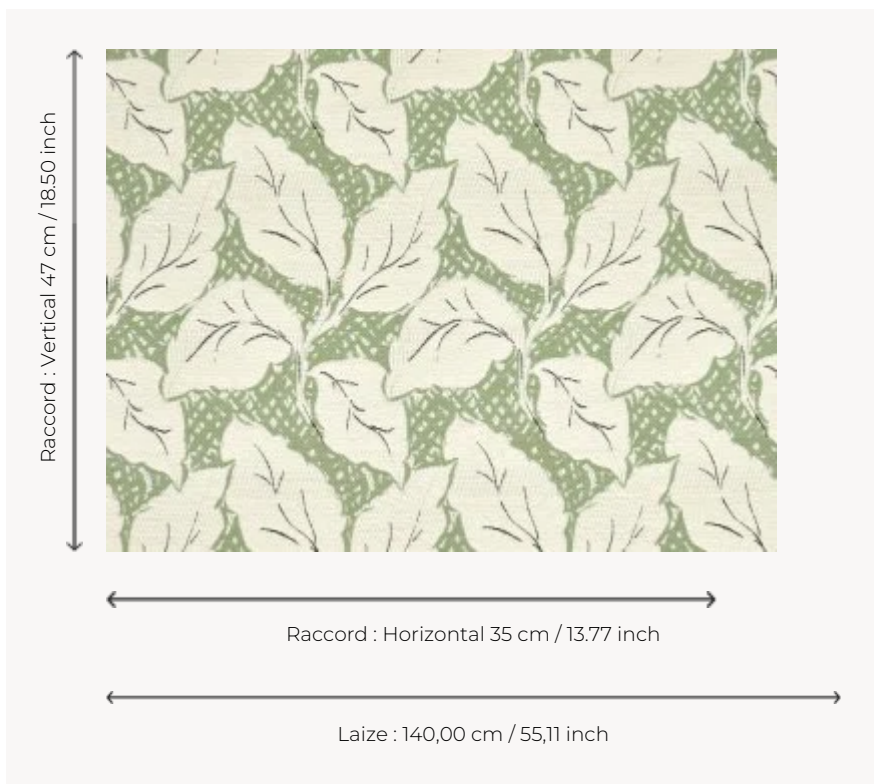 Raccord : Vertical 47 cm / 18.50 inch
Raccord : Horizontal 35 cm / 13.77 inch
Laize : 140,00 cm / 55,11 inch